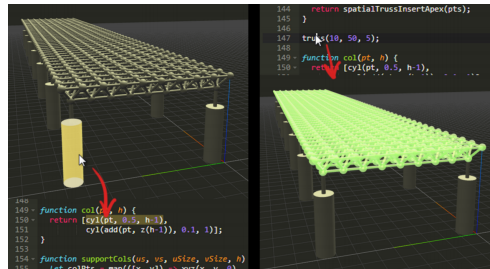 144 return spatialTrussInsertApex(pts);
145 }
146
147 truss(10, 50, 5);
148
149 function col(pt, h) {
150 return [cyl(pt, 0.5, h-1),
149 function col(pt, h) {
150 return [cyl(pt, 0.5, h-1),
151 cyl(add(pt, z(h-1)), 0.1, 1)];
152 }
153
154 function supportCols(us, vs, uSize, vSize, h)